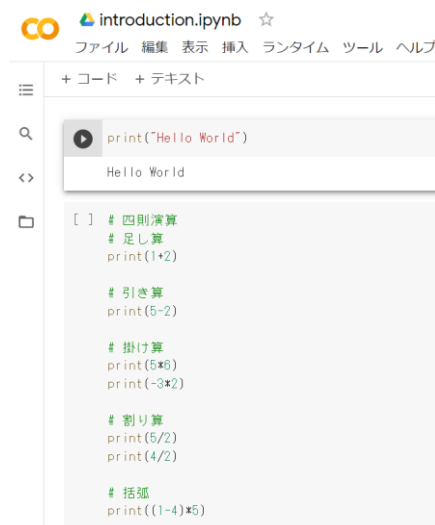 introduction.ipynb
ファイル 編集 表示 挿入 ランタイム ツール ヘルプ
+ コード + テキスト
print("Hello World")
Hello World
[ ] # 四則演算
# 足し算
print(1+2)
# 引き算
print(5-2)
# 掛け算
print(5*6)
print(-3*2)
# 割り算
print(5/2)
print(4/2)
# 括弧
print((1-4)*5)